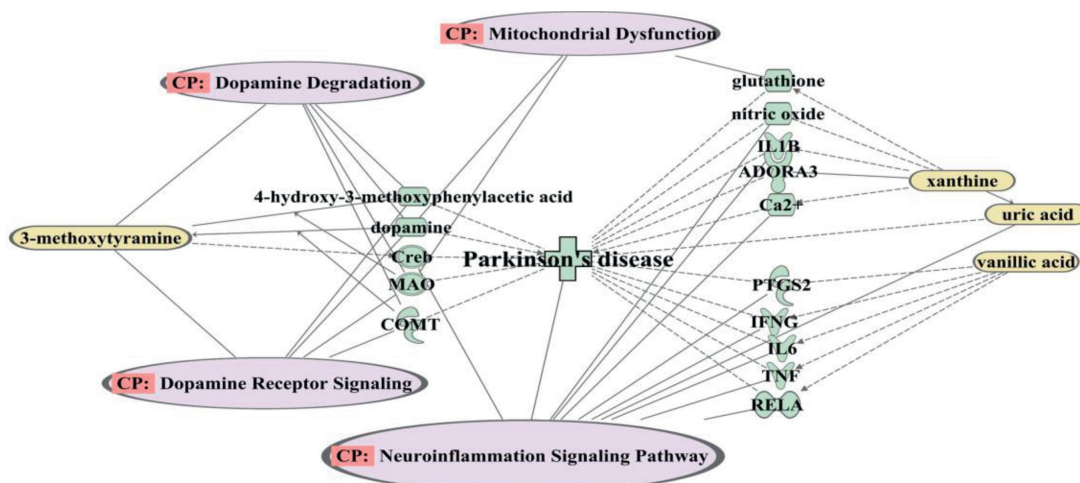 CP: Mitochondrial Dysfunction
CP: Dopamine Degradation
glutathione
nitric oxide
IL1B
ADORA3
xanthine
4-hydroxy-3-methoxyphenylacetic acid
Ca2+
uric acid
dopamine
3-methoxytyramine
Creb
Parkinson's disease
vanillic acid
MAO
PTGS2
COMT
IFNG
IL6
TNF
CP: Dopamine Receptor Signaling
RELA
CP: Neuroinflammation Signaling Pathway